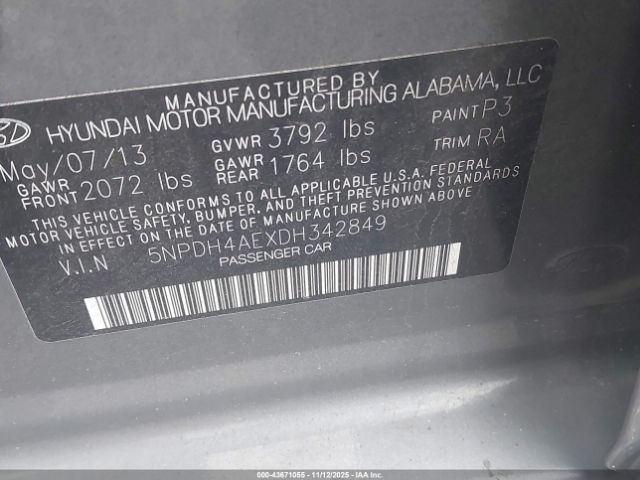 MANUFACTURED BY
HYUNDAI MOTOR MANUFACTURING ALABAMA, LLC
May/07/13 GVWR 3792 lbs PAINT P3
GAWR FRONT 2072 lbs GAWR REAR 1764 lbs TRIM RA
THIS VEHICLE CONFORMS TO ALL APPLICABLE U.S.A. FEDERAL
MOTOR VEHICLE SAFETY, BUMPER, AND THEFT PREVENTION STANDARDS
IN EFFECT ON THE DATE OF MANUFACTURE SHOWN ABOVE.
V.I.N 5NPDH4AEXDH342849
PASSENGER CAR
000-43671055 - 11/12/2025 - IAAI.COM